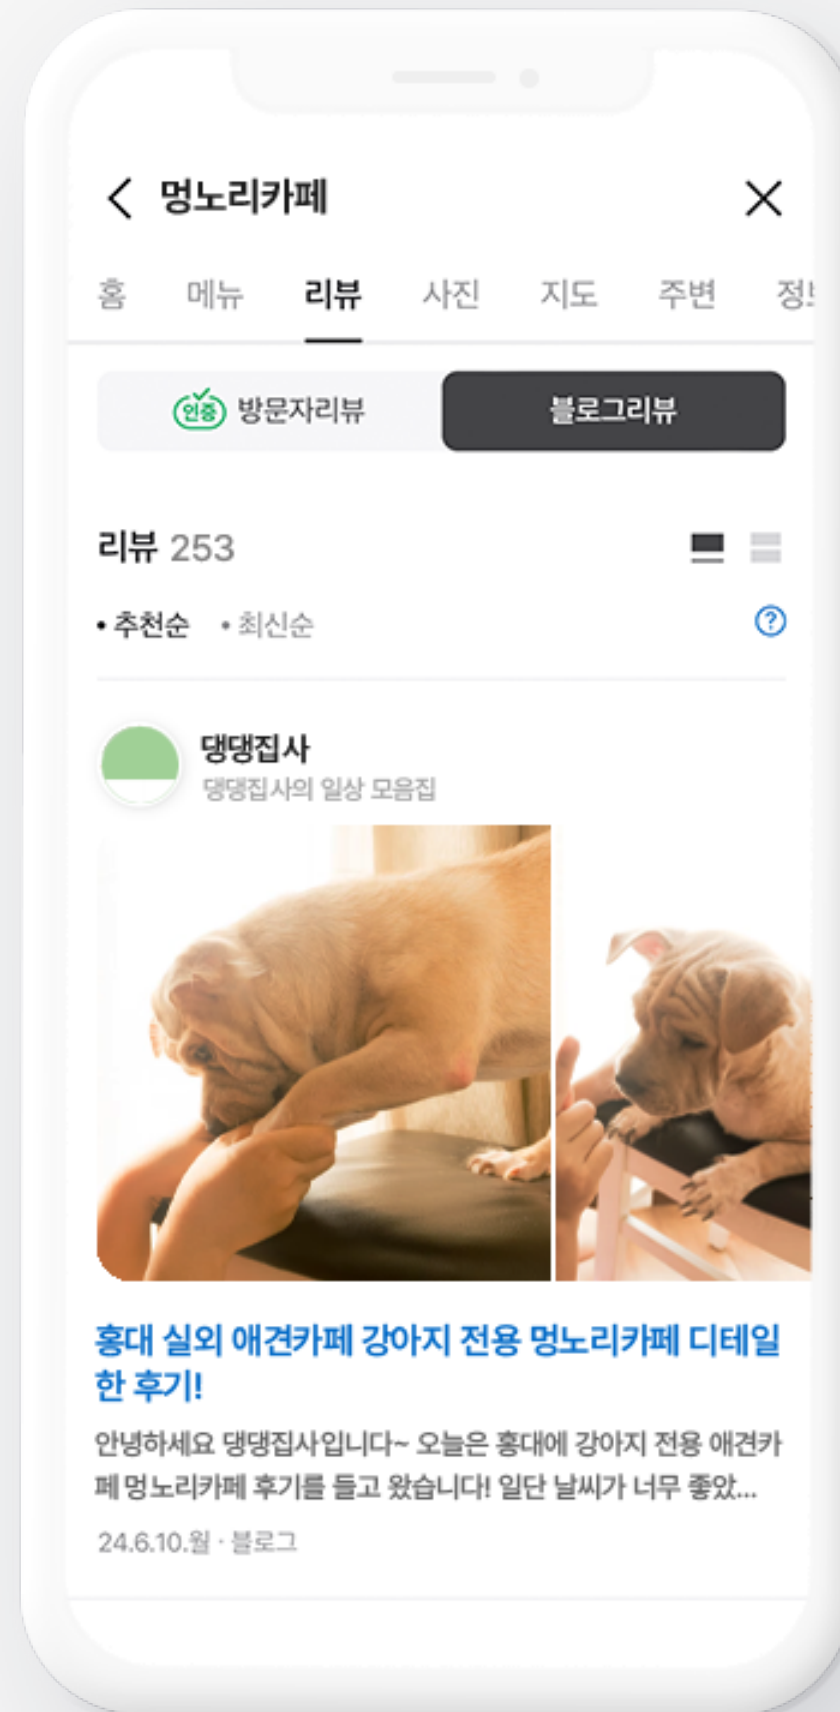 멍노리카페
홈 메뉴 리뷰 사진 지도 주변
인증 방문자리뷰 블로그리뷰
리뷰 253
• 추천순 • 최신순 ?
댕댕집사
댕댕집사의 일상 모음집
홍대 실외 애견카페 강아지 전용 멍노리카페 디테일
한 후기!
안녕하세요 댕댕집사입니다~ 오늘은 홍대에 강아지 전용 애견카
페 멍노리카페 후기를 들고 왔습니다! 일단 날씨가 너무 좋았...
24.6.10.월 · 블로그